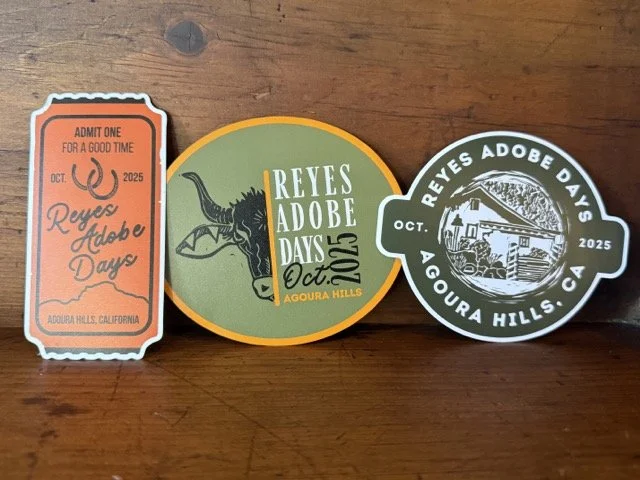 ADMIT ONE
FOR A GOOD TIME
OCT. 2025
Reyes
Adobe
Days
AGOURA HILLS, CALIFORNIA
REYES
ADOBE
DAYS
Oct. 2025
AGOURA HILLS
REYES ADOBE DAYS
OCT. 2025
AGOURA HILLS, CA